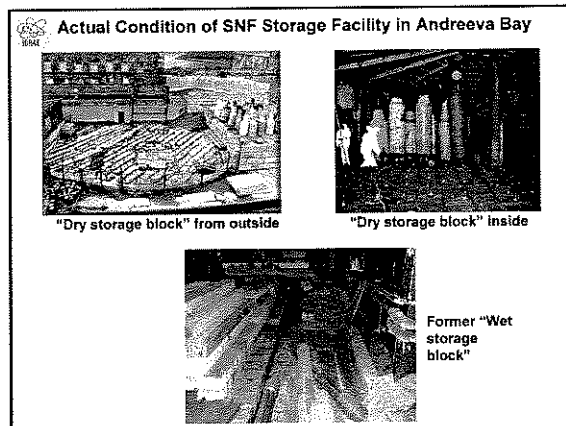 IBRAE
Actual Condition of SNF Storage Facility in Andreeva Bay
"Dry storage block" from outside
"Dry storage block" inside
Former "Wet
storage
block"